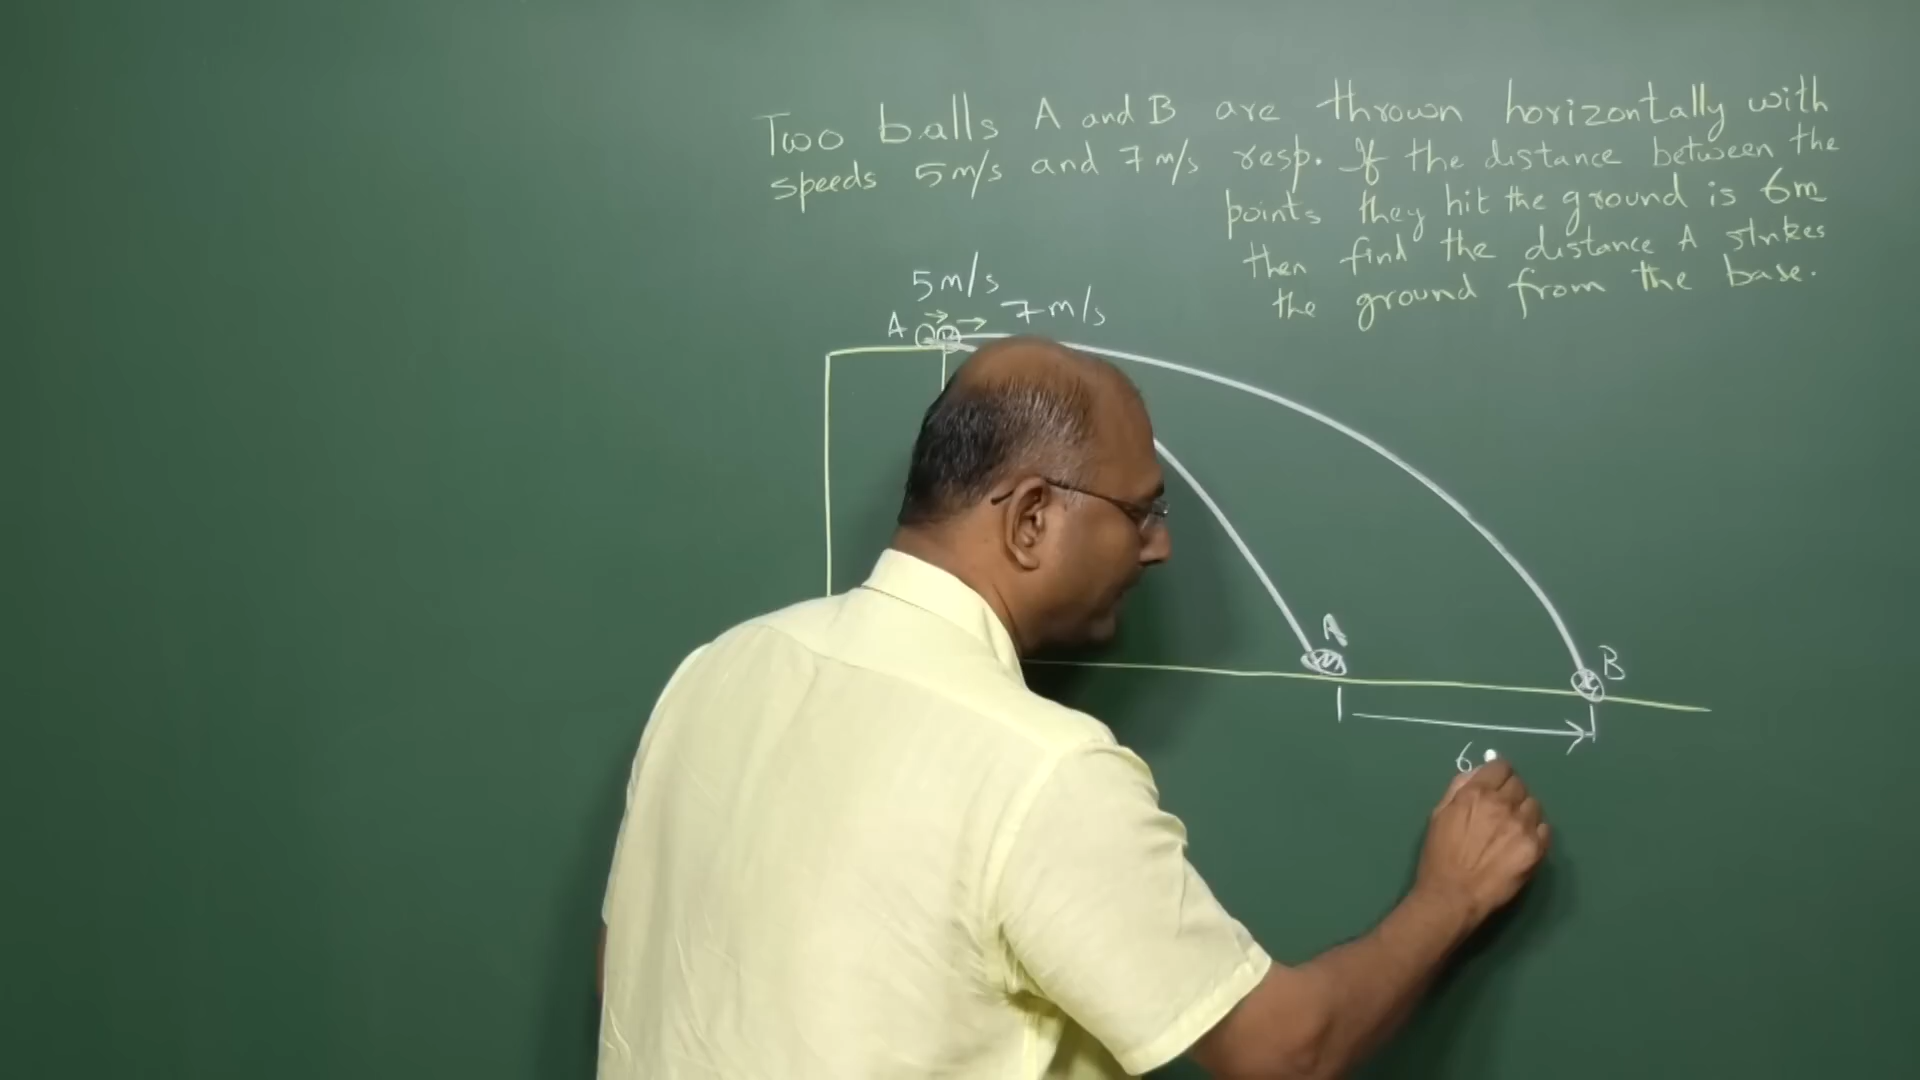 Two balls A and B are thrown horizontally with
speeds 5m/s and 7m/s resp. If the distance between the
points they hit the ground is 6m
then find the distance A strikes
the ground from the base.
5m/s
7m/s
A
A
B
6